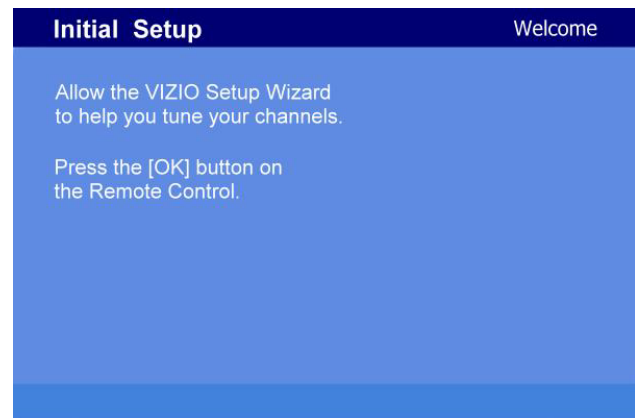 Initial Setup
Welcome
Allow the VIZIO Setup Wizard
to help you tune your channels.
Press the [OK] button on
the Remote Control.